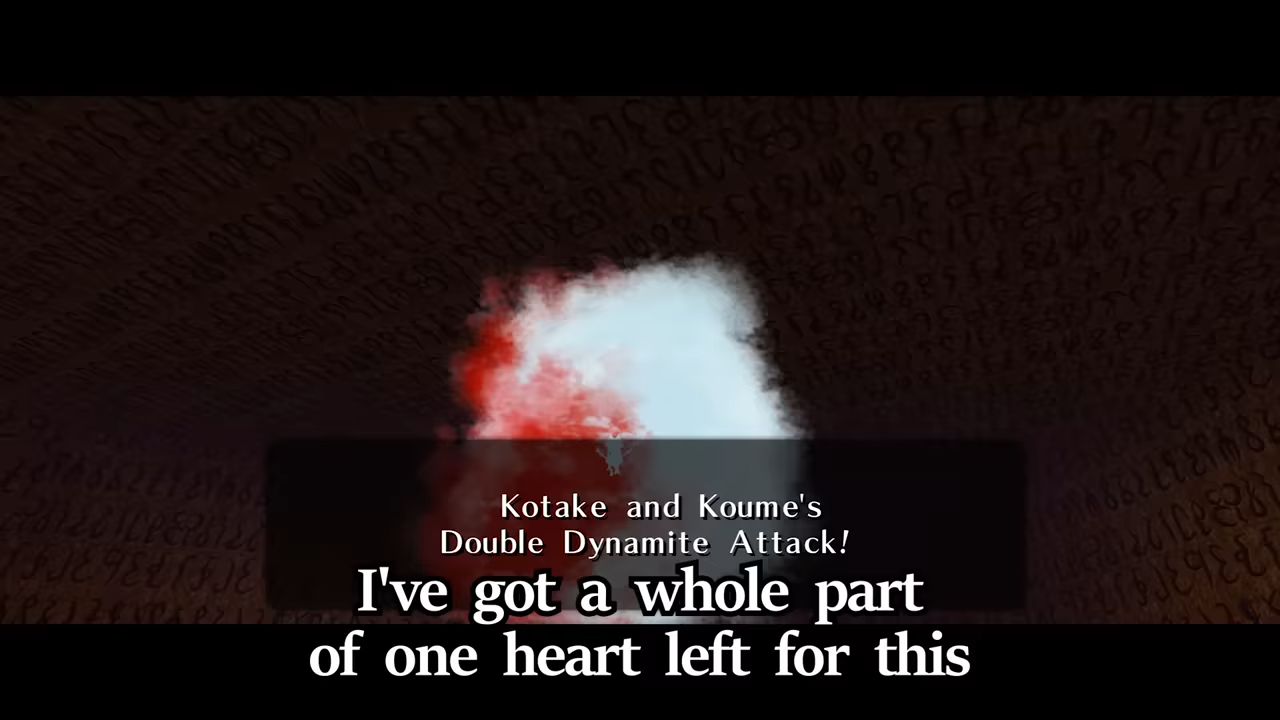 Kotake and Koume's
Double Dynamite Attack!
I've got a whole part
of one heart left for this